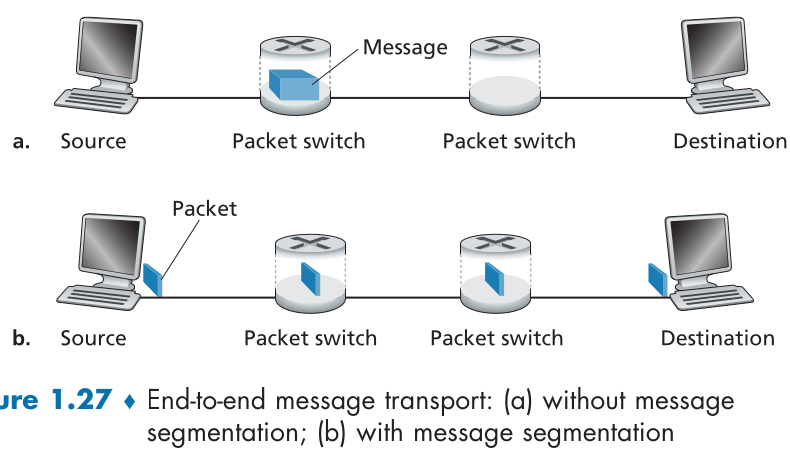 Message
a. Source Packet switch Packet switch Destination
Packet
b. Source Packet switch Packet switch Destination
ure 1.27 ♦ End-to-end message transport: (a) without message
segmentation; (b) with message segmentation